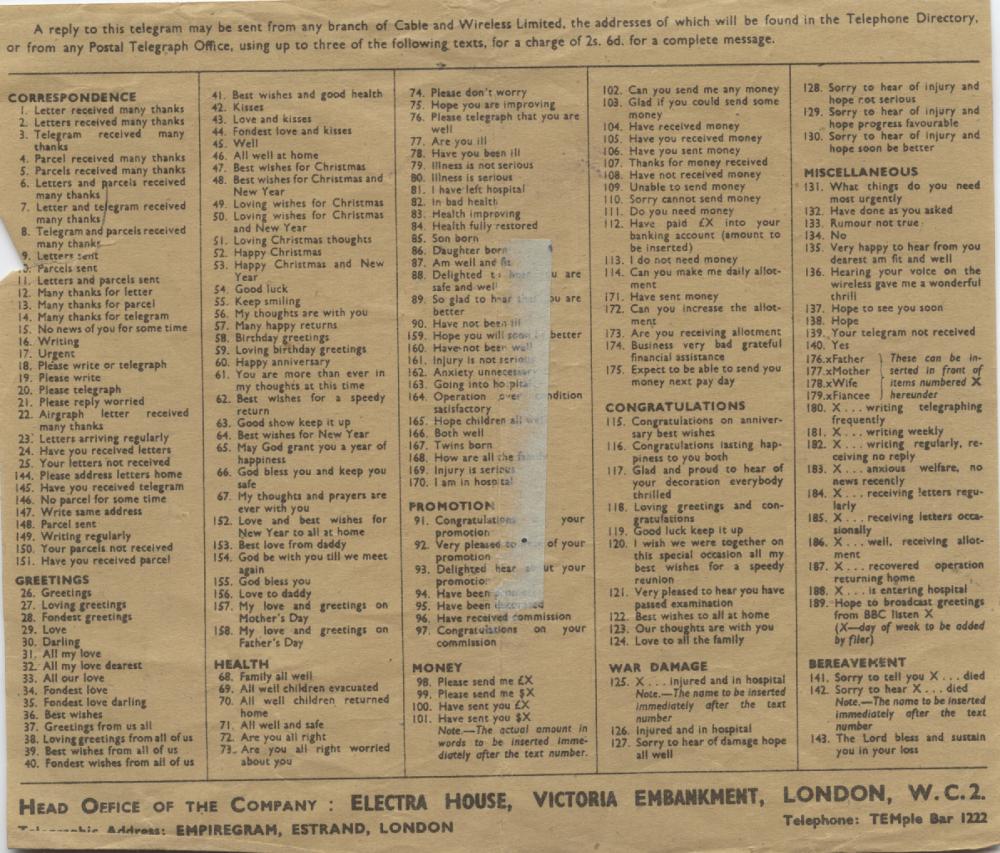 A reply to this telegram may be sent from any branch of Cable and Wireless Limited, the addresses of which will be found in the Telephone Directory,
or from any Postal Telegraph Office, using up to three of the following texts, for a charge of 2s. 6d. for a complete message.
CORRESPONDENCE
1. Letter received many thanks
2. Letters received many thanks
3. Telegram received many
thanks
4. Parcel received many thanks
5. Parcels received many thanks
6. Letters and parcels received
many thanks
7. Letter and telegram received
many thanks
8. Telegram and parcels received
many thanks
9. Letters sent
10. Parcels sent
11. Letters and parcels sent
12. Many thanks for letter
13. Many thanks for parcel
14. Many thanks for telegram
15. No news of you for some time
16. Writing
17. Urgent
18. Please write or telegraph
19. Please write
20. Please telegraph
21. Please reply worried
22. Airgraph letter received
many thanks
23. Letters arriving regularly
24. Have you received letters
25. Your letters not received
144. Please address letters home
145. Have you received telegram
146. No parcel for some time
147. Write same address
148. Parcel sent
149. Writing regularly
150. Your parcels not received
151. Have you received parcel
GREETINGS
26. Greetings
27. Loving greetings
28. Fondest greetings
29. Love
30. Darling
31. All my love
32. All my love dearest
33. All our love
34. Fondest love
35. Fondest love darling
36. Best wishes
37. Greetings from us all
38. Loving greetings from all of us
39. Best wishes from all of us
40. Fondest wishes from all of us
41. Best wishes and good health
42. Kisses
43. Love and kisses
44. Fondest love and kisses
45. Well
46. All well at home
47. Best wishes for Christmas
48. Best wishes for Christmas and
New Year
49. Loving wishes for Christmas
50. Loving wishes for Christmas
and New Year
51. Loving Christmas thoughts
52. Happy Christmas
53. Happy Christmas and New
Year
54. Good luck
55. Keep smiling
56. My thoughts are with you
57. Many happy returns
58. Birthday greetings
59. Loving birthday greetings
60. Happy anniversary
61. You are more than ever in
my thoughts at this time
62. Best wishes for a speedy
return
63. Good show keep it up
64. Best wishes for New Year
65. May God grant you a year of
happiness
66. God bless you and keep you
safe
67. My thoughts and prayers are
ever with you
152. Love and best wishes for
New Year to all at home
153. Best love from daddy
154. God be with you till we meet
again
155. God bless you
156. Love to daddy
157. My love and greetings on
Mother's Day
158. My love and greetings on
Father's Day
HEALTH
68. Family all well
69. All well children evacuated
70. All well children returned
home
71. All well and safe
72. Are you all right
73. Are you all right worried
about you
74. Please don't worry
75. Hope you are improving
76. Please telegraph that you are
well
77. Are you ill
78. Have you been ill
79. Illness is not serious
80. Illness is serious
81. I have left hospital
82. In bad health
83. Health improving
84. Health fully restored
85. Son born
86. Daughter born
87. Am well and fit
88. Delighted to hear you are
safe and well
89. So glad to hear that you are
better
90. Have not been ill
159. Hope you will soon be better
160. Have not been well
161. Injury is not serious
162. Anxiety unnecessary
163. Going into hospital
164. Operation over condition
satisfactory
165. Hope children all well
166. Both well
167. Twins born
168. How are all the family
169. Injury is serious
170. I am in hospital
PROMOTION
91. Congratulations your
promotion
92. Very pleased to hear of your
promotion
93. Delighted hear about your
promotion
94. Have been
95. Have been decorated
96. Have received commission
97. Congratulations on your
commission
MONEY
98. Please send me £X
99. Please send me $X
100. Have sent you £X
101. Have sent you $X
Note.—The actual amount in
words to be inserted imme-
diately after the text number.
102. Can you send me any money
103. Glad if you could send some
money
104. Have received money
105. Have you received money
106. Have you sent money
107. Thanks for money received
108. Have not received money
109. Unable to send money
110. Sorry cannot send money
111. Do you need money
112. Have paid £X into your
banking account (amount to
be inserted)
113. I do not need money
114. Can you make me daily allot-
ment
171. Have sent money
172. Can you increase the allot-
ment
173. Are you receiving allotment
174. Business very bad grateful
financial assistance
175. Expect to be able to send you
money next pay day
CONGRATULATIONS
115. Congratulations on anniver-
sary best wishes
116. Congratulations lasting hap-
piness to you both
117. Glad and proud to hear of
your decoration everybody
thrilled
118. Loving greetings and con-
gratulations
119. Good luck keep it up
120. I wish we were together on
this special occasion all my
best wishes for a speedy
reunion
121. Very pleased to hear you have
passed examination
122. Best wishes to all at home
123. Our thoughts are with you
124. Love to all the family
WAR DAMAGE
125. X ... injured and in hospital
Note.—The name to be inserted
immediately after the text
number
126. Injured and in hospital
127. Sorry to hear of damage hope
all well
128. Sorry to hear of injury and
hope not serious
129. Sorry to hear of injury and
hope progress favourable
130. Sorry to hear of injury and
hope soon be better
MISCELLANEOUS
131. What things do you need
most urgently
132. Have done as you asked
133. Rumour not true
134. No
135. Very happy to hear from you
dearest am fit and well
136. Hearing your voice on the
wireless gave me a wonderful
thrill
137. Hope to see you soon
138. Hope
139. Your telegram not received
140. Yes
176.xFather
177.xMother
178.xWife
179.xFiancee
These can be in-
serted in front of
items numbered X
hereunder
180. X ... writing telegraphing
frequently
181. X ... writing weekly
182. X ... writing regularly, re-
ceiving no reply
183. X ... anxious welfare, no
news recently
184. X ... receiving letters regu-
larly
185. X ... receiving letters occa-
sionally
186. X ... well, receiving allot-
ment
187. X ... recovered operation
returning home
188. X ... is entering hospital
189. Hope to broadcast greetings
from BBC listen X
(X—day of week to be added
by filer)
BEREAVEMENT
141. Sorry to tell you X ... died
142. Sorry to hear X ... died
Note.—The name to be inserted
immediately after the text
number
143. The Lord bless and sustain
you in your loss
HEAD OFFICE OF THE COMPANY : ELECTRA HOUSE, VICTORIA EMBANKMENT, LONDON, W.C.2.
Telegraphic Address: EMPIREGRAM, ESTRAND, LONDON
Telephone: TEMple Bar 1222